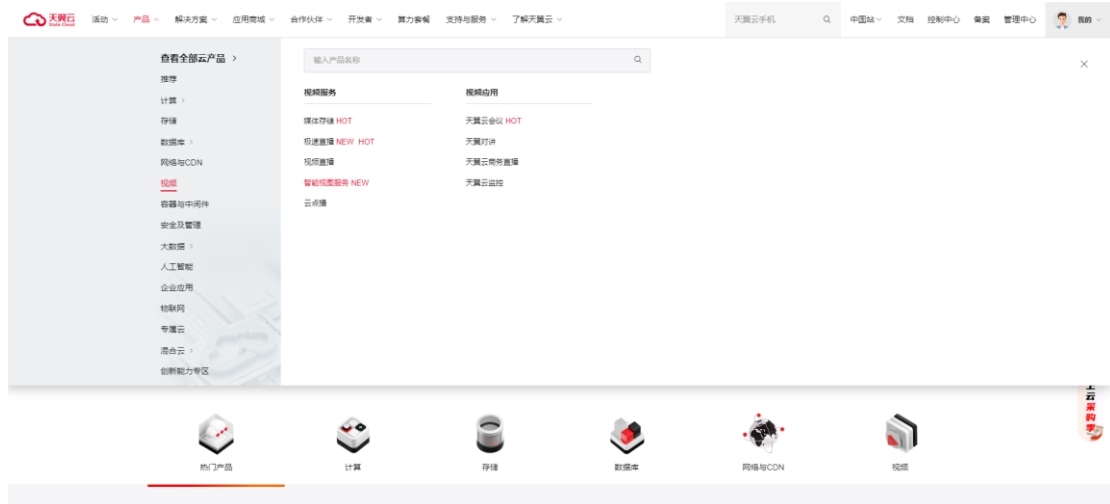 天翼云 活动 产品 解决方案 应用商城 合作伙伴 开发者 算力套餐 支持与服务 了解天翼云 天翼云手机 中国站 文档 控制中心 备案 管理中心 我的
State Cloud
查看全部云产品
输入产品名称
推荐
计算
存储
数据库
网络与CDN
视频
容器与中间件
安全及管理
大数据
人工智能
企业应用
物联网
专属云
混合云
创新能力专区
视频服务
媒体存储 HOT
极速直播 NEW HOT
视频直播
智能视图服务 NEW
云点播
视频应用
天翼云会议 HOT
天翼对讲
天翼云商务直播
天翼云监控
上云采购季
热门产品 计算 存储 数据库 网络与CDN 视频